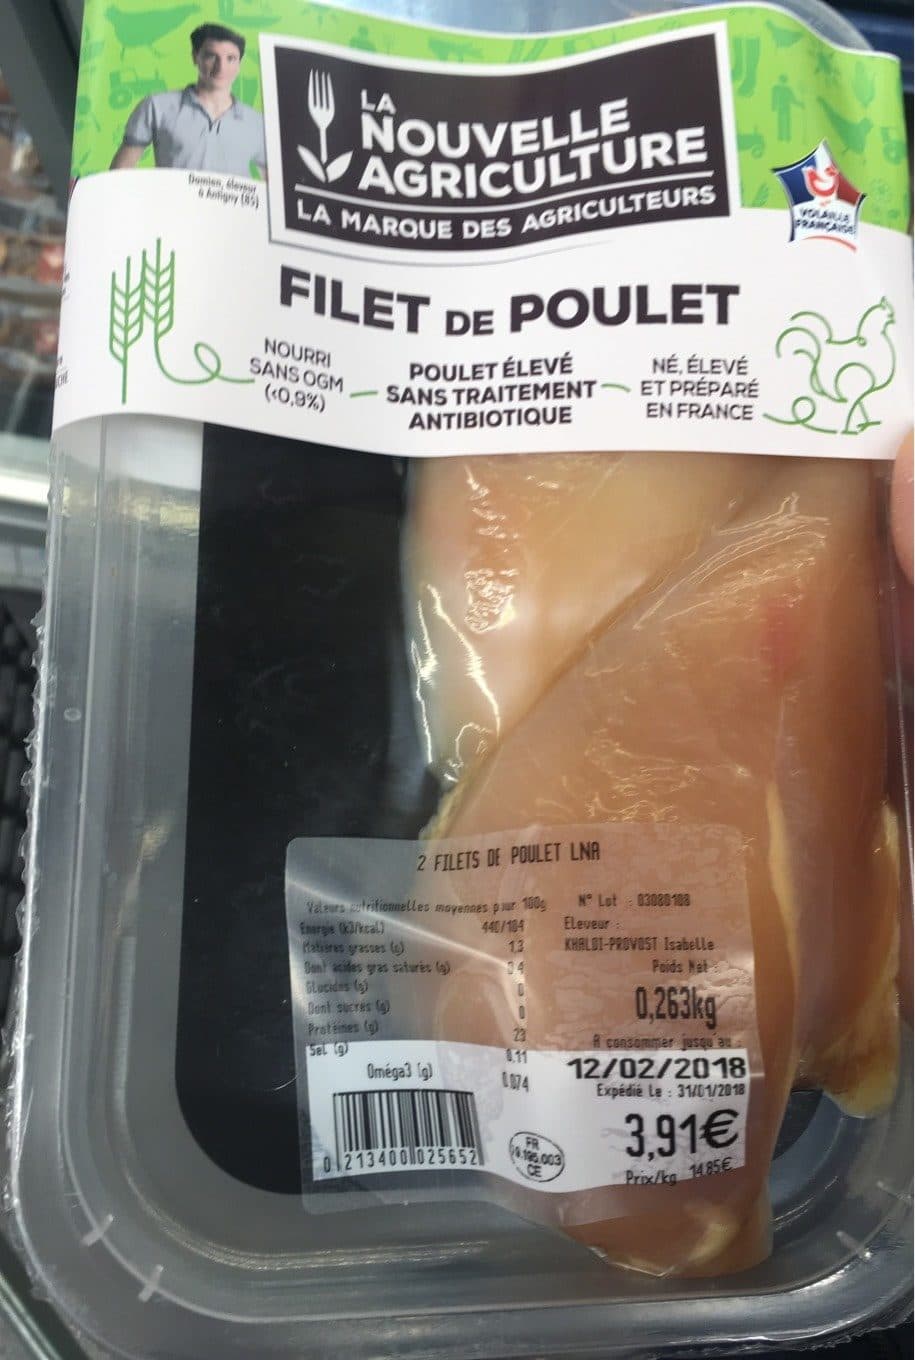 LA
NOUVELLE
AGRICULTURE
LA MARQUE DES AGRICULTEURS
Damien, éleveur
à Antigny (85)
VOLAILLE
FRANÇAISE
FILET DE POULET
NOURRI
SANS OGM
(<0,9%)
POULET ÉLEVÉ
SANS TRAITEMENT
ANTIBIOTIQUE
NÉ, ÉLEVÉ
ET PRÉPARÉ
EN FRANCE
2 FILETS DE POULET LNA
Valeurs nutritionnelles moyennes pour 100g
Energie (kJ/kcal) 440/104
Matières grasses (g) 1,3
Dont acides gras saturés (g) 0,4
Glucides (g) 0
Dont sucres (g) 0
Protéines (g) 23
Sel (g) 0,11
Oméga3 (g) 0,074
0 213400 025652
N° Lot : 03080108
Eleveur :
KHALDI-PROVOST Isabelle
Poids Net :
0,263kg
A consommer jusqu'au :
12/02/2018
Expédié le : 31/01/2018
3,91€
Prix/kg 14.85€
FR
CE